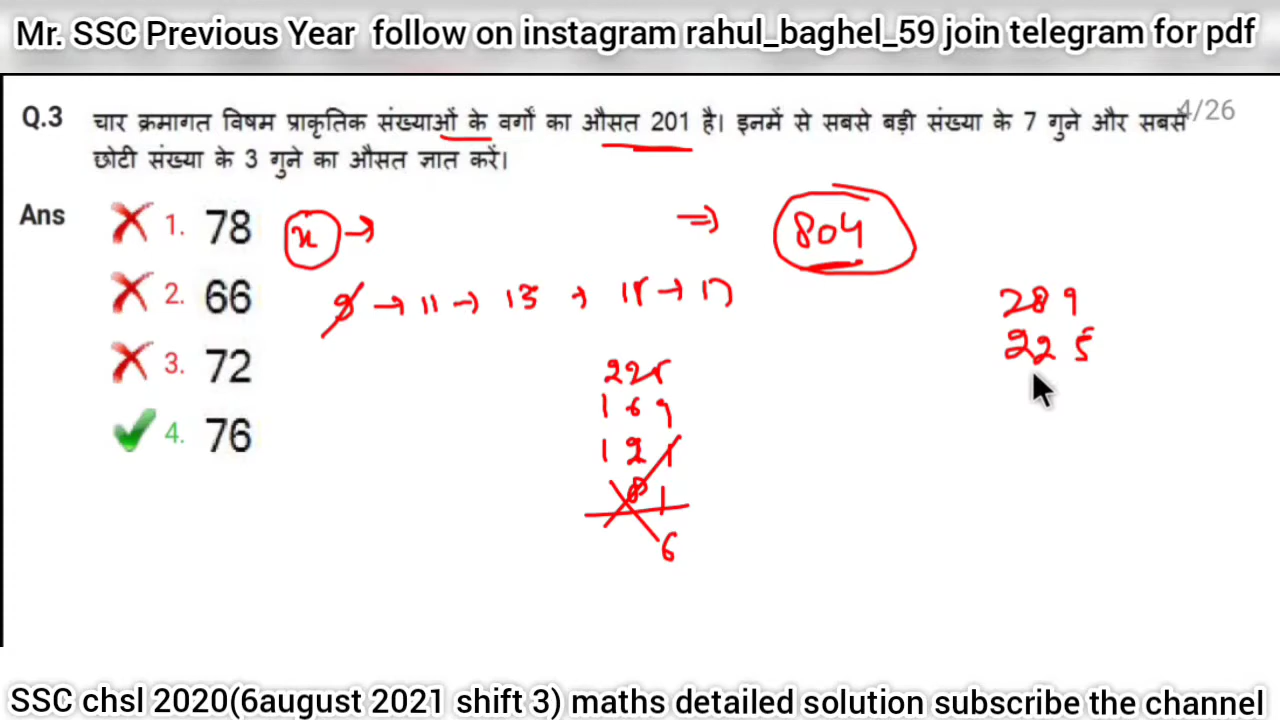 Mr. SSC Previous Year follow on instagram rahul_baghel_59 join telegram for pdf
4/26
Q.3 चार क्रमागत विषम प्राकृतिक संख्याओं के वर्गों का औसत 201 है। इनमें से सबसे बड़ी संख्या के 7 गुने और सबसे
छोटी संख्या के 3 गुने का औसत ज्ञात करें।
Ans
1. 78
x → ⇒ 804
2. 66
9 → 11 → 13 → 15 → 17
289
225
3. 72
225
169
4. 76
121
81
6
SSC chsl 2020(6august 2021 shift 3) maths detailed solution subscribe the channel